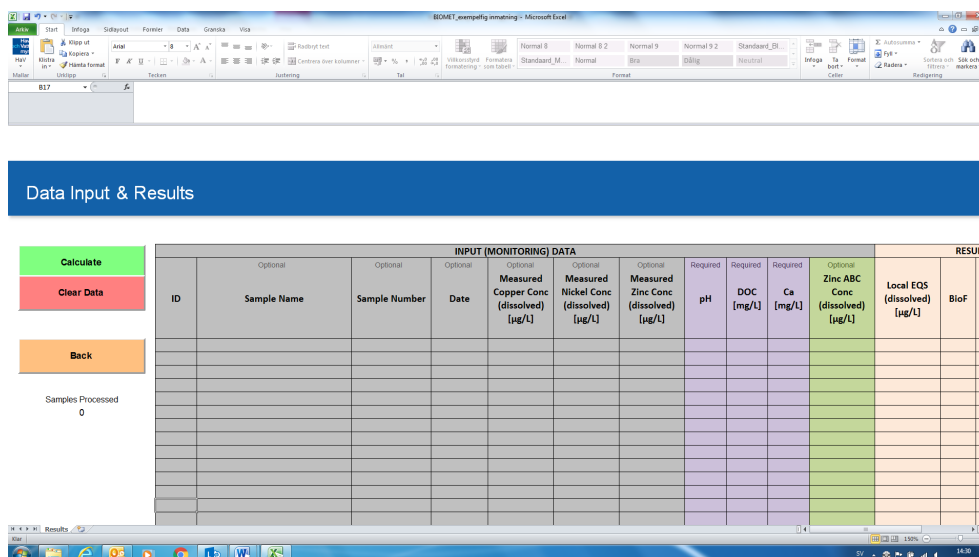 BIOMET_exempelfig inmatning - Microsoft Excel
Arkiv Start Infoga Sidlayout Formler Data Granska Visa
HaV
Klistra in
Klipp ut
Kopiera
Hämta format
Arial 8
F K U
Radbryt text
Centrera över kolumner
Allmänt
Villkorsstyrd formatering
Formatera som tabell
Normal 8 Normal 8 2 Normal 9 Normal 9 2 Standaard_Bl...
Standaard_M... Normal Bra Dålig Neutral
Infoga Ta bort Format
Autosumma
Fyll
Radera
Sortera och filtrera
Sök och markera
Mallar Urklipp Tecken Justering Tal Format Celler Redigering
B17 fx
Data Input & Results
Calculate
Clear Data
Back
Samples Processed
0
INPUT (MONITORING) DATA RESU
ID
Optional
Sample Name
Optional
Sample Number
Optional
Date
Optional
Measured
Copper Conc
(dissolved)
[µg/L]
Optional
Measured
Nickel Conc
(dissolved)
[µg/L]
Optional
Measured
Zinc Conc
(dissolved)
[µg/L]
Required
pH
Required
DOC
[mg/L]
Required
Ca
[mg/L]
Optional
Zinc ABC
Conc
(dissolved)
[µg/L]
Local EQS
(dissolved)
[µg/L]
BioF
Results
Klar 150%
SV 14:30